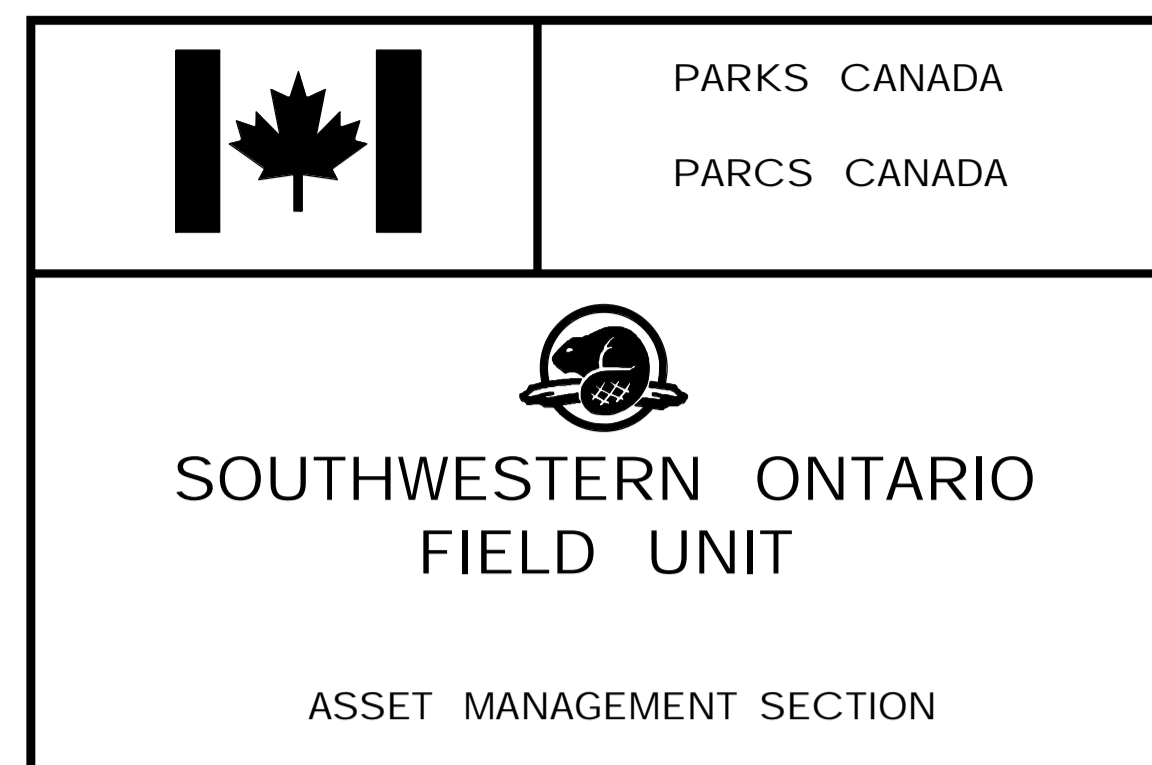 PARKS CANADA
PARCS CANADA
SOUTHWESTERN ONTARIO
FIELD UNIT
ASSET MANAGEMENT SECTION